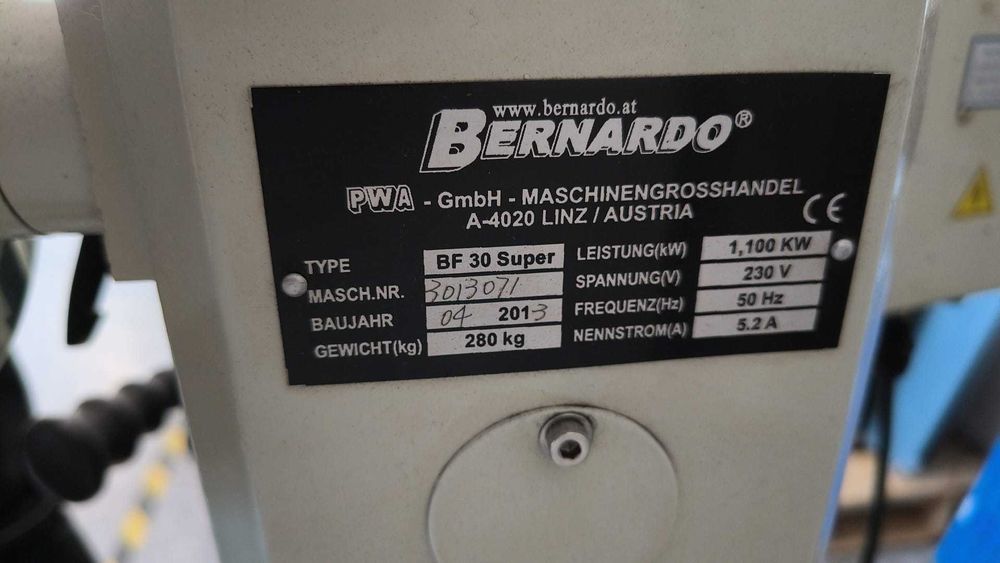 www.bernardo.at
BERNARDO®
PWA - GmbH - MASCHINENGROSSHANDEL
A-4020 LINZ / AUSTRIA
CE
TYPE BF 30 Super
MASCH.NR. 3013071
BAUJAHR 04 2013
GEWICHT(kg) 280 kg
LEISTUNG(kW) 1,100 KW
SPANNUNG(V) 230 V
FREQUENZ(Hz) 50 Hz
NENNSTROM(A) 5.2 A